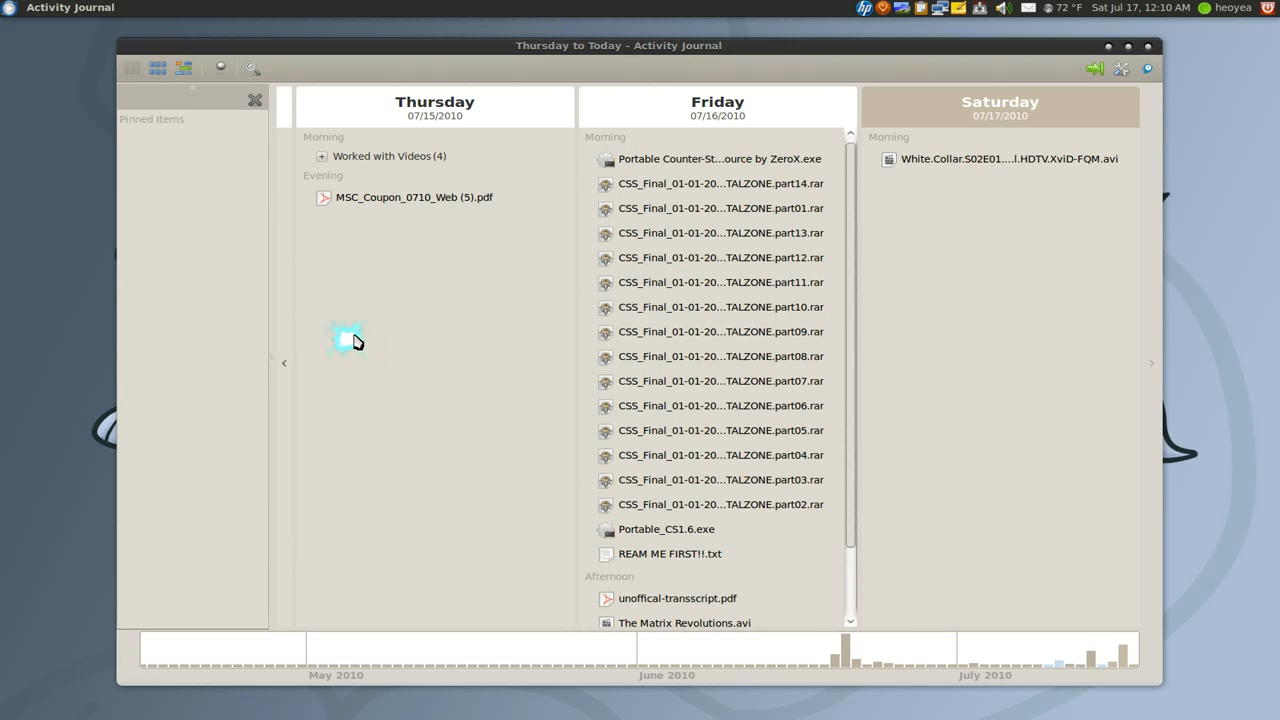 Activity Journal
72 °F
Sat Jul 17, 12:10 AM
heoyea
Thursday to Today - Activity Journal
Pinned Items
Thursday
07/15/2010
Morning
Worked with Videos (4)
Evening
MSC_Coupon_0710_Web (5).pdf
Friday
07/16/2010
Morning
Portable Counter-St...ource by ZeroX.exe
CSS_Final_01-01-20...TALZONE.part14.rar
CSS_Final_01-01-20...TALZONE.part01.rar
CSS_Final_01-01-20...TALZONE.part13.rar
CSS_Final_01-01-20...TALZONE.part12.rar
CSS_Final_01-01-20...TALZONE.part11.rar
CSS_Final_01-01-20...TALZONE.part10.rar
CSS_Final_01-01-20...TALZONE.part09.rar
CSS_Final_01-01-20...TALZONE.part08.rar
CSS_Final_01-01-20...TALZONE.part07.rar
CSS_Final_01-01-20...TALZONE.part06.rar
CSS_Final_01-01-20...TALZONE.part05.rar
CSS_Final_01-01-20...TALZONE.part04.rar
CSS_Final_01-01-20...TALZONE.part03.rar
CSS_Final_01-01-20...TALZONE.part02.rar
Portable_CS1.6.exe
REAM ME FIRST!!.txt
Afternoon
unoffical-transscript.pdf
The Matrix Revolutions.avi
Saturday
07/17/2010
Morning
White.Collar.S02E01....l.HDTV.XviD-FQM.avi
May 2010
June 2010
July 2010